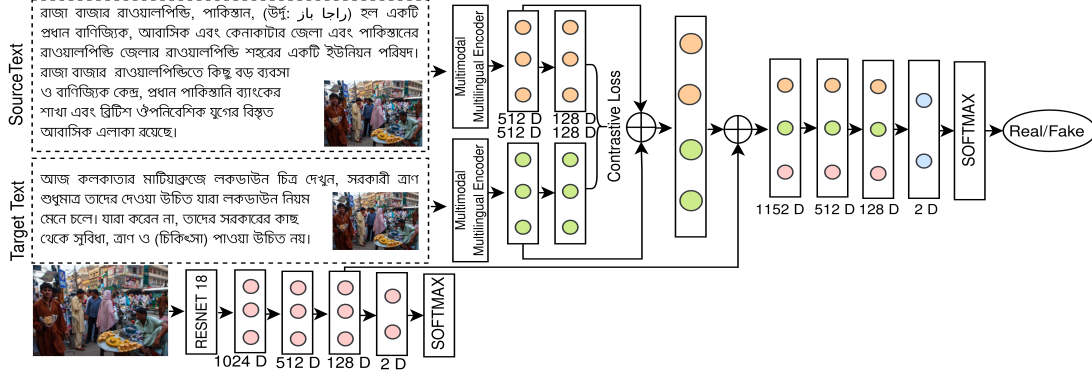 SourceText
রাজা বাজার রাওয়ালপিন্ডি, পাকিস্তান, (উর্দু: راجا باز) হল একটি
প্রধান বাণিজ্যিক, আবাসিক এবং কেনাকাটার জেলা এবং পাকিস্তানের
রাওয়ালপিন্ডি জেলার রাওয়ালপিন্ডি শহরের একটি ইউনিয়ন পরিষদ।
রাজা বাজার রাওয়ালপিন্ডিতে কিছু বড় ব্যবসা
ও বাণিজ্যিক কেন্দ্র, প্রধান পাকিস্তানি ব্যাংকের
শাখা এবং ব্রিটিশ ঔপনিবেশিক যুগের বিস্তৃত
আবাসিক এলাকা রয়েছে।
Target Text
আজ কলকাতার মাটিয়াব্রুজে লকডাউন চিত্র দেখুন, সরকারী ত্রাণ
শুধুমাত্র তাদের দেওয়া উচিত যারা লকডাউন নিয়ম
মেনে চলে। যারা করেন না, তাদের সরকারের কাছ
থেকে সুবিধা, ত্রাণ ও (চিকিৎসা) পাওয়া উচিত নয়।
Multimodal
Multilingual Encoder
512 D
128 D
512 D
128 D
Multimodal
Multilingual Encoder
Contrastive Loss
1152 D
512 D
128 D
2 D
SOFTMAX
Real/Fake
RESNET 18
1024 D
512 D
128 D
2 D
SOFTMAX